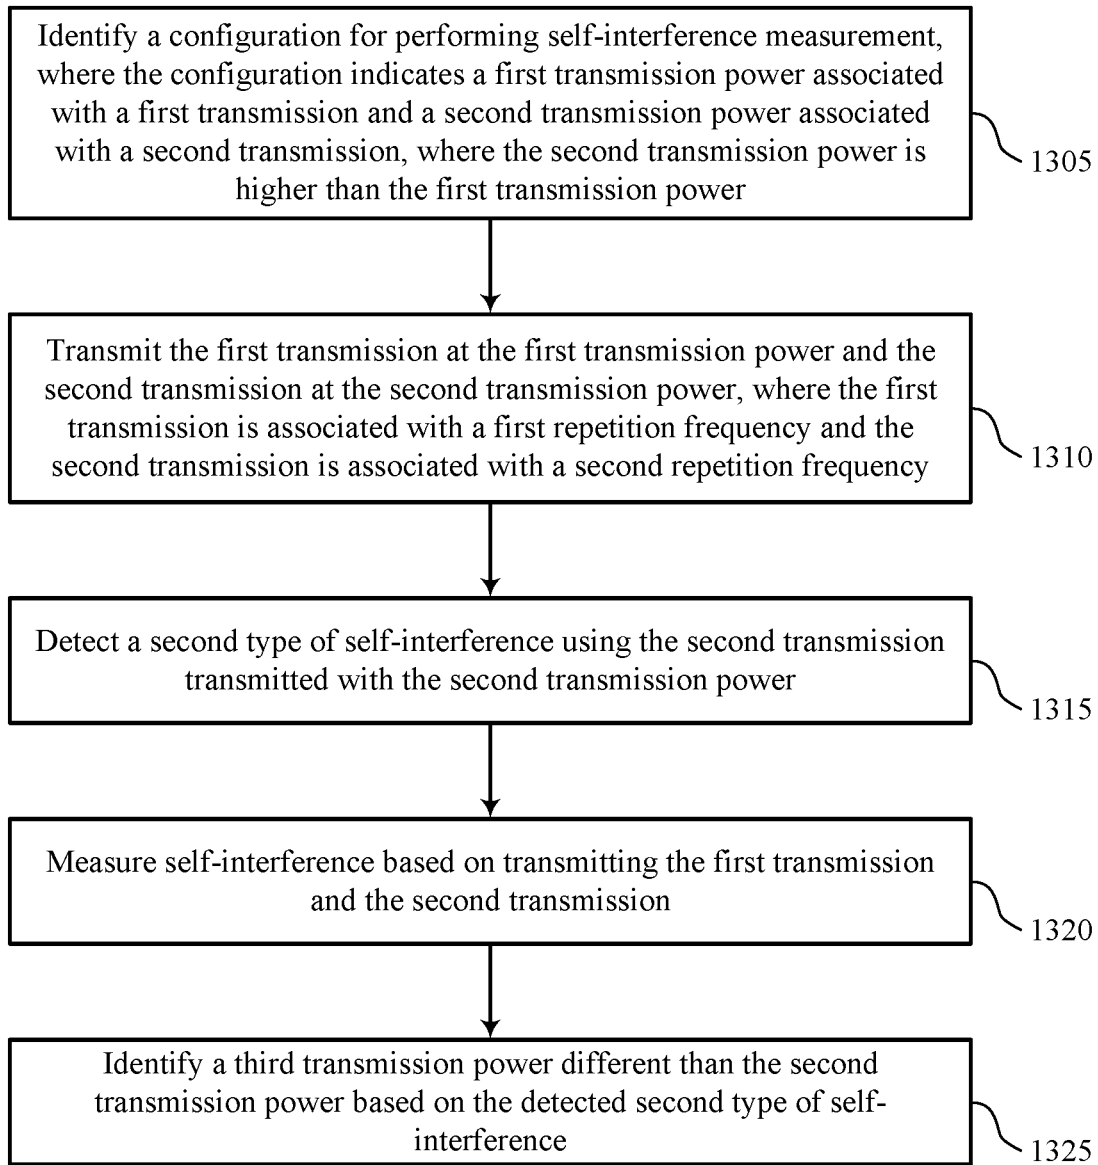 Identify a configuration for performing self-interference measurement,
where the configuration indicates a first transmission power associated
with a first transmission and a second transmission power associated
with a second transmission, where the second transmission power is
higher than the first transmission power
1305
Transmit the first transmission at the first transmission power and the
second transmission at the second transmission power, where the first
transmission is associated with a first repetition frequency and the
second transmission is associated with a second repetition frequency
1310
Detect a second type of self-interference using the second transmission
transmitted with the second transmission power
1315
Measure self-interference based on transmitting the first transmission
and the second transmission
1320
Identify a third transmission power different than the second
transmission power based on the detected second type of self-
interference
1325